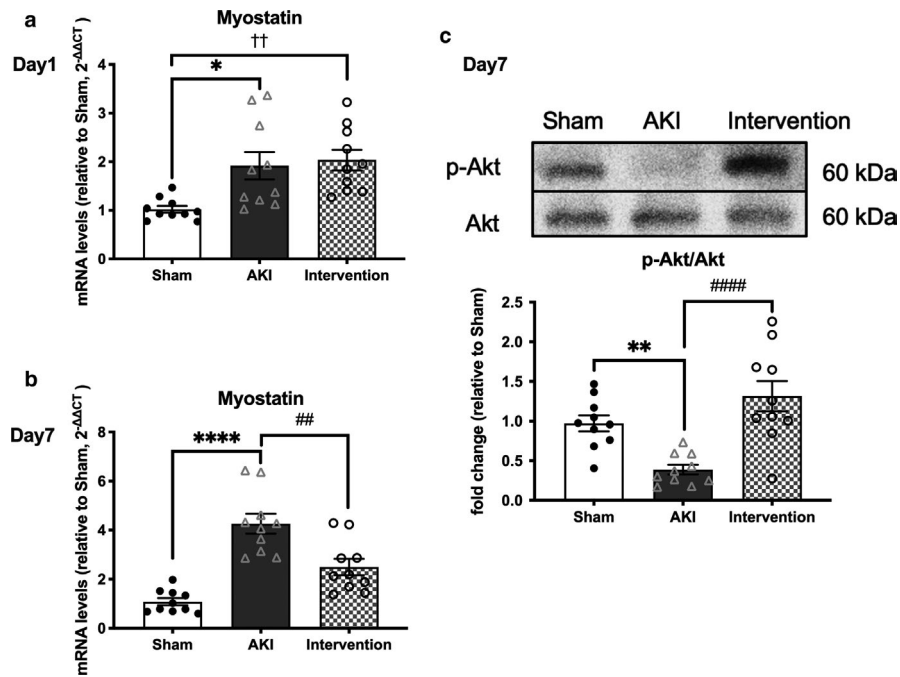 a
Myostatin
Day1
mRNA levels (relative to Sham, 2-ΔΔCT)
4
3
2
1
0
*
††
Sham AKI Intervention
b
Myostatin
Day7
mRNA levels (relative to Sham, 2-ΔΔCT)
8
6
4
2
0
****
##
Sham AKI Intervention
c
Day7
Sham AKI Intervention
p-Akt 60 kDa
Akt 60 kDa
p-Akt/Akt
fold change (relative to Sham)
2.5
2.0
1.5
1.0
0.5
0.0
**
####
Sham AKI Intervention